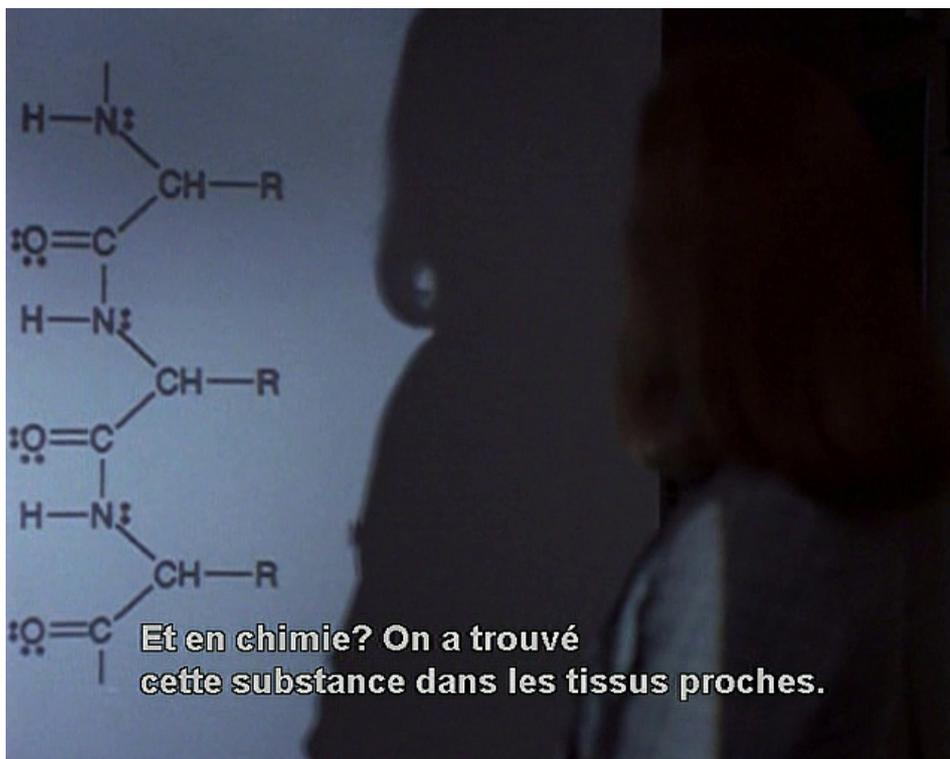 H—N:
CH—R
:O=C
H—N:
CH—R
:O=C
H—N:
CH—R
:O=C
Et en chimie? On a trouvé
cette substance dans les tissus proches.